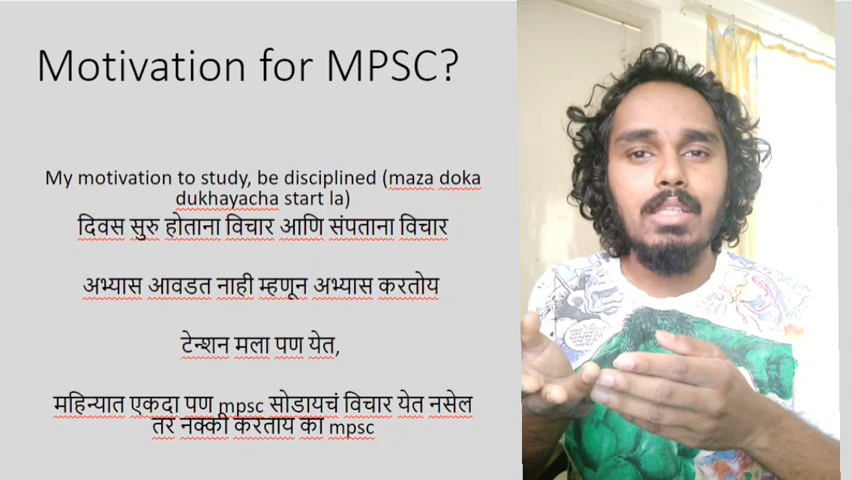 Motivation for MPSC?
My motivation to study, be disciplined (maza doka
dukhayacha start la)
दिवस सुरु होताना विचार आणि संपताना विचार
अभ्यास आवडत नाही म्हणून अभ्यास करतोय
टेन्शन मला पण येत,
महिन्यात एकदा पण mpsc सोडायचं विचार येत नसेल
तर नक्की करताय का mpsc